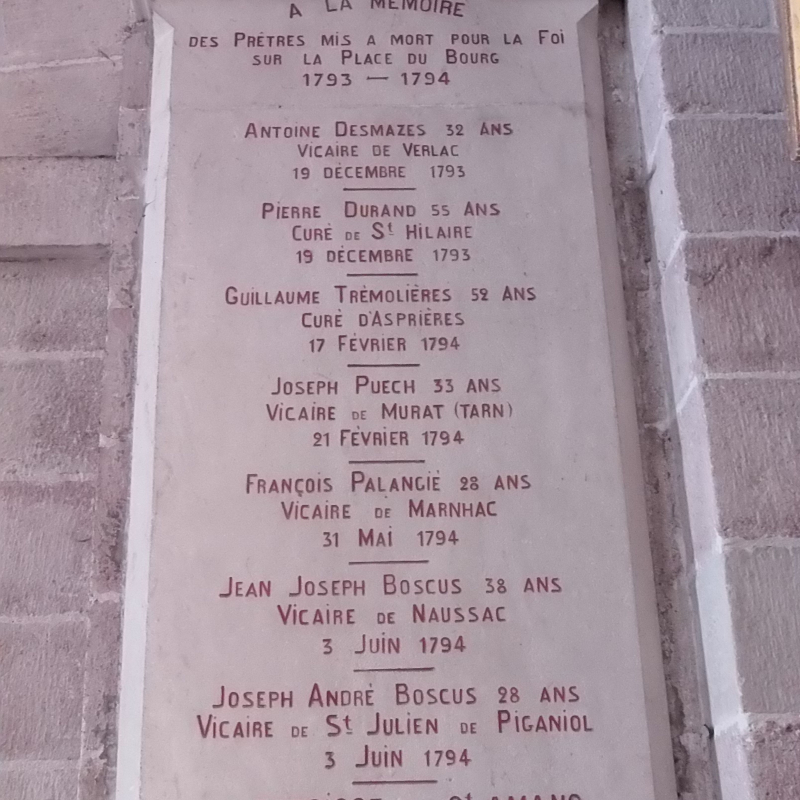 A LA MÉMOIRE
DES PRÊTRES MIS A MORT POUR LA FOI
SUR LA PLACE DU BOURG
1793 — 1794
ANTOINE DESMAZES 32 ANS
VICAIRE DE VERLAC
19 DÉCEMBRE 1793
PIERRE DURAND 55 ANS
CURÉ DE St HILAIRE
19 DÉCEMBRE 1793
GUILLAUME TRÉMOLIÈRES 52 ANS
CURÉ D'ASPRIÈRES
17 FÉVRIER 1794
JOSEPH PUECH 33 ANS
VICAIRE DE MURAT (TARN)
21 FÉVRIER 1794
FRANÇOIS PALANGIÉ 28 ANS
VICAIRE DE MARNHAC
31 MAI 1794
JEAN JOSEPH BOSCUS 38 ANS
VICAIRE DE NAUSSAC
3 JUIN 1794
JOSEPH ANDRÉ BOSCUS 28 ANS
VICAIRE DE St JULIEN DE PIGANIOL
3 JUIN 1794
St AMANS